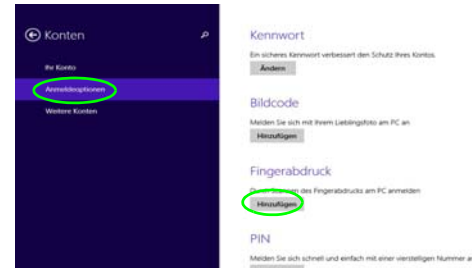 Konten
Ihr Konto
Anmeldeoptionen
Weitere Konten
Kennwort
Ein sicheres Kennwort verbessert den Schutz Ihres Kontos.
Ändern
Bildcode
Melden Sie sich mit Ihrem Lieblingsfoto am PC an
Hinzufügen
Fingerabdruck
Durch Scannen des Fingerabdrucks am PC anmelden
Hinzufügen
PIN
Melden Sie sich schnell und einfach mit einer vierstelligen Nummer a